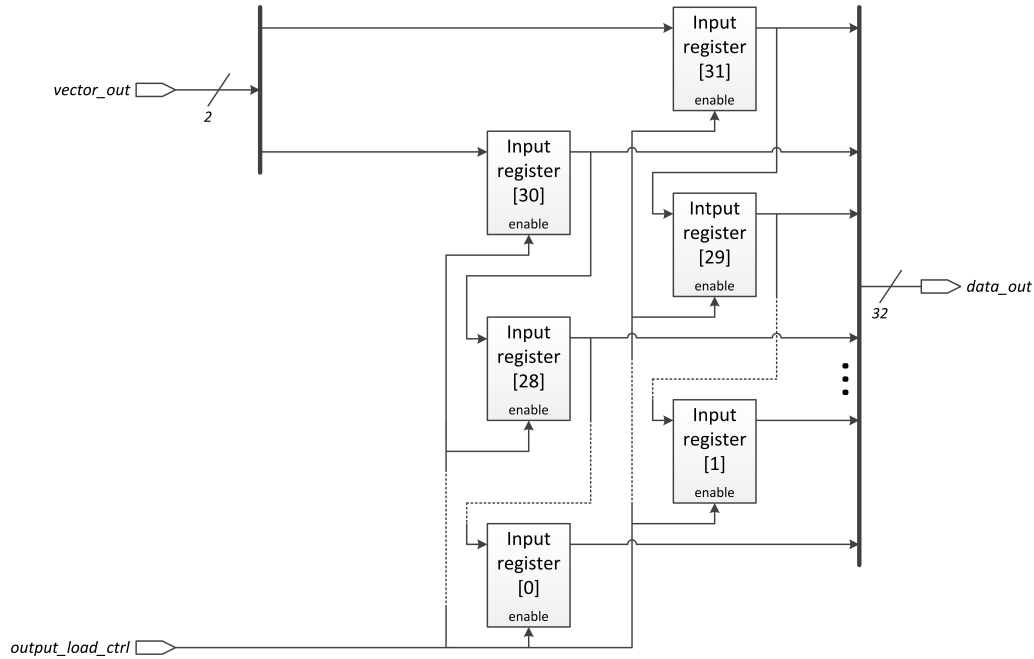 Input
register
[31]
enable
vector_out
2
Input
register
[30]
enable
Intput
register
[29]
enable
data_out
32
Input
register
[28]
enable
Input
register
[1]
enable
Input
register
[0]
enable
output_load_ctrl